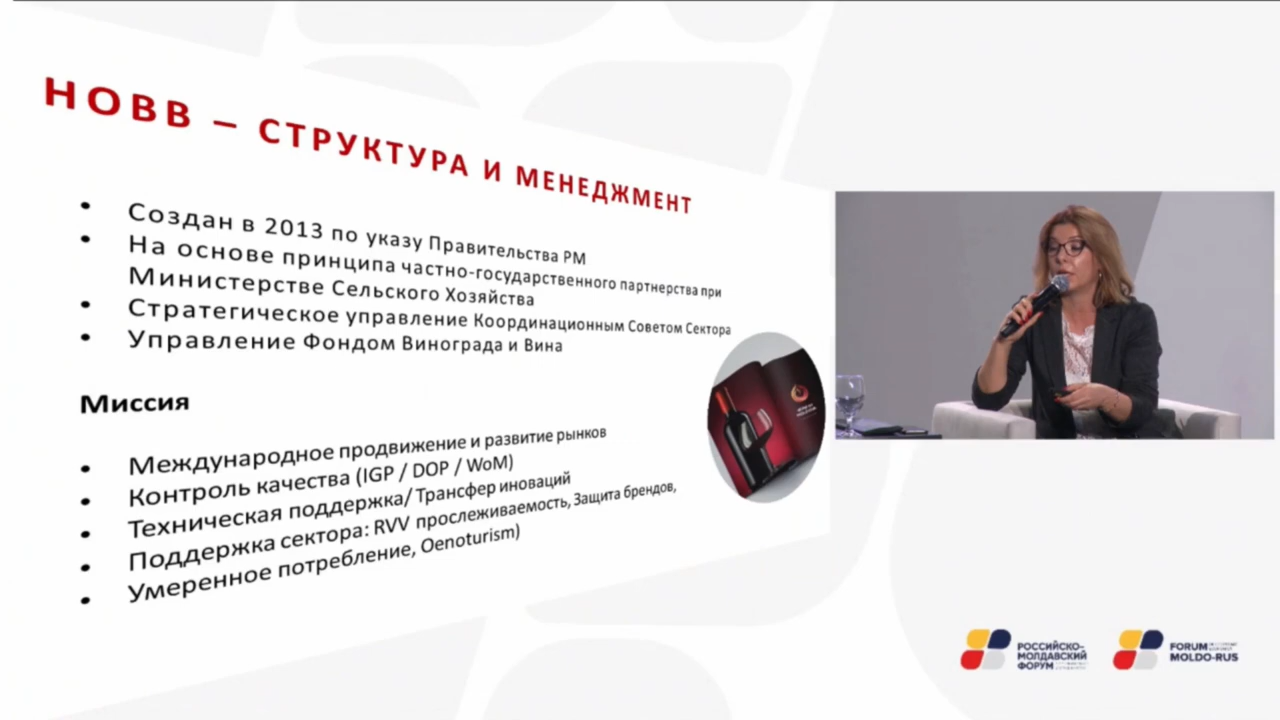 НОВВ – СТРУКТУРА И МЕНЕДЖМЕНТ
• Создан в 2013 по указу Правительства РМ
• На основе принципа частно-государственного партнерства при
Министерстве Сельского Хозяйства
• Стратегическое управление Координационным Советом Сектора
• Управление Фондом Винограда и Вина
Миссия
• Международное продвижение и развитие рынков
• Контроль качества (IGP / DOP / WoM)
• Техническая поддержка/ Трансфер иноваций
• Поддержка сектора: RVV прослеживаемость, Защита брендов,
• Умеренное потребление, Oenoturism)
РОССИЙСКО-
МОЛДАВСКИЙ
ФОРУМ
FORUM
MOLDO-RUS